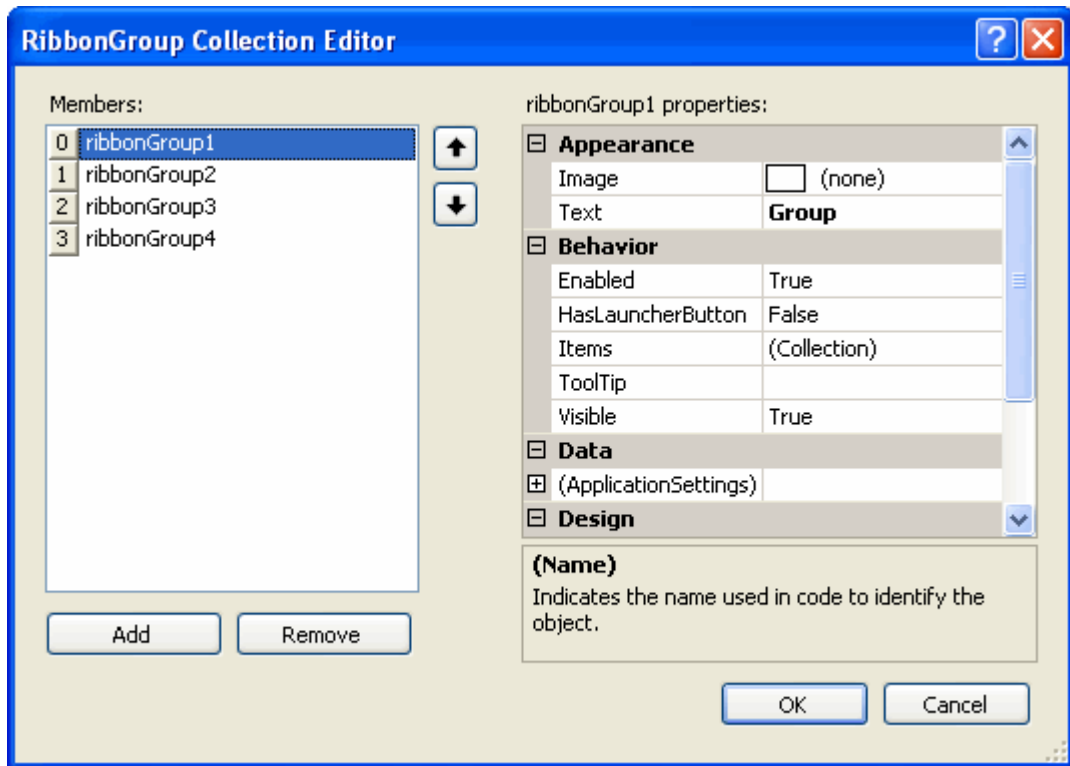 RibbonGroup Collection Editor
Members:
0 ribbonGroup1
1 ribbonGroup2
2 ribbonGroup3
3 ribbonGroup4
Add Remove
ribbonGroup1 properties:
Appearance
Image (none)
Text Group
Behavior
Enabled True
HasLauncherButton False
Items (Collection)
ToolTip
Visible True
Data
(ApplicationSettings)
Design
(Name)
Indicates the name used in code to identify the
object.
OK Cancel